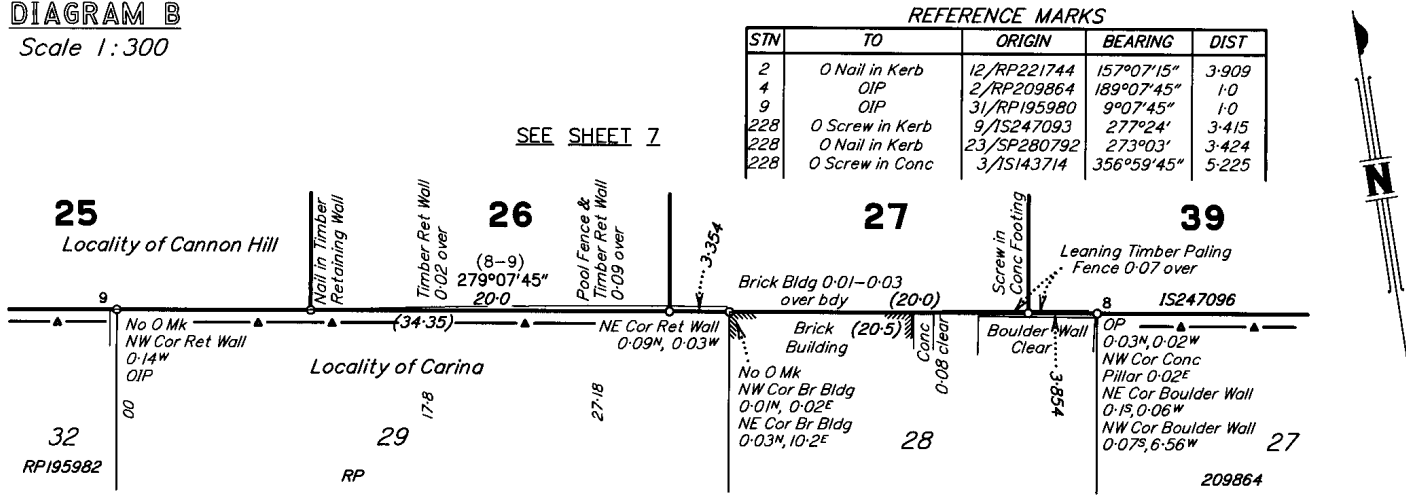 DIAGRAM B
Scale 1:300
REFERENCE MARKS
STN TO ORIGIN BEARING DIST
2 O Nail in Kerb 12/RP221744 157°07'15" 3·909
4 OIP 2/RP209864 189°07'45" 1·0
9 OIP 31/RP195980 9°07'45" 1·0
228 O Screw in Kerb 9/IS247093 277°24' 3·415
228 O Nail in Kerb 23/SP280792 273°03' 3·424
228 O Screw in Conc 3/IS143714 356°59'45" 5·225
N
SEE SHEET 7
25
Locality of Cannon Hill
Nail in Timber
Retaining Wall
Timber Ret Wall
0·02 over
26
(8-9)
279°07'45"
20·0
Pool Fence &
Timber Ret Wall
0·09 over
3·354
27
Brick Bldg 0·01-0·03
over bdy
(20·0)
Screw in
Conc Footing
39
Leaning Timber Paling
Fence 0·07 over
9
8
IS247096
No O Mk
NW Cor Ret Wall
0·14W
OIP
(34·35)
Locality of Carina
NE Cor Ret Wall
0·09N, 0·03W
Brick
Building
(20·5)
Conc
0·08 clear
Boulder Wall
Clear
3·854
OP
0·03N, 0·02W
NW Cor Conc
Pillar 0·02E
NE Cor Boulder Wall
0·1S, 0·06W
NW Cor Boulder Wall
0·07S, 6·56W
No O Mk
NW Cor Br Bldg
0·01N, 0·02E
NE Cor Br Bldg
0·03N, 10·2E
00
17·8
27·18
32
RP195982
29
RP
28
27
209864